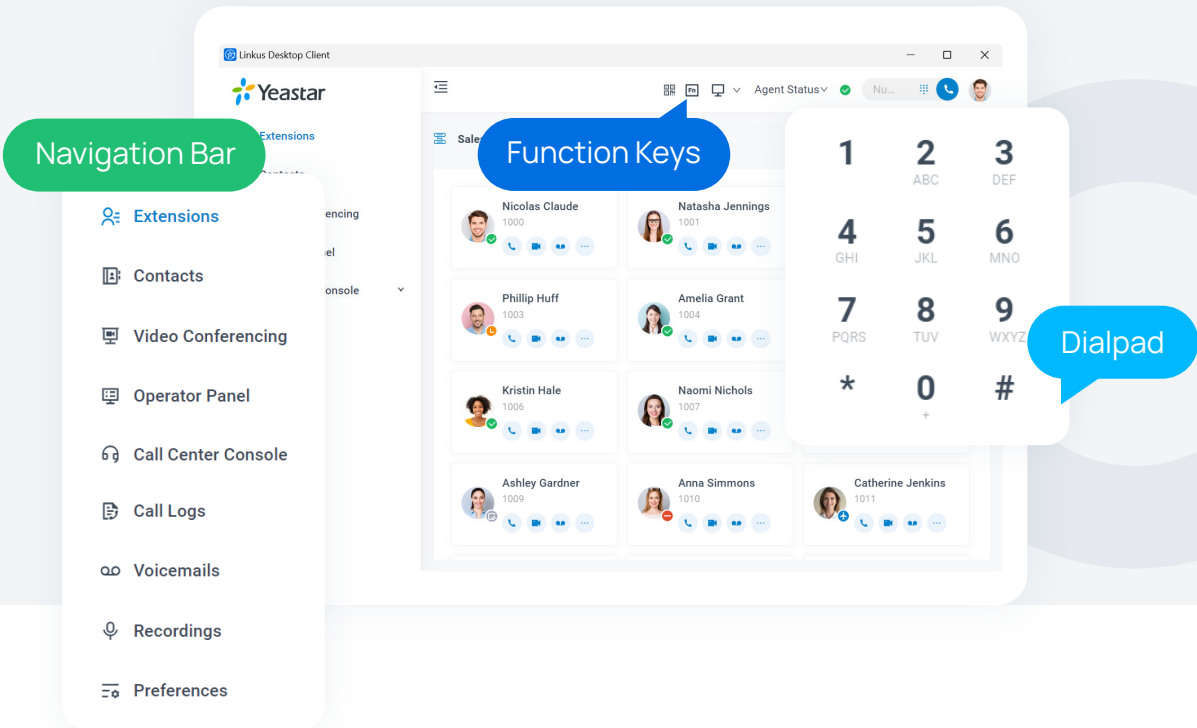 Linkus Desktop Client
Yeastar
Fn
Agent Status
Nu...
Extensions
Navigation Bar
Function Keys
Extensions
Contacts
Video Conferencing
Operator Panel
Call Center Console
Call Logs
Voicemails
Recordings
Preferences
encing
el
onsole
Sales
Nicolas Claude
1000
Natasha Jennings
1001
Phillip Huff
1003
Amelia Grant
1004
Kristin Hale
1006
Naomi Nichols
1007
Ashley Gardner
1009
Anna Simmons
1010
Catherine Jenkins
1011
1
2
3
ABC
DEF
4
5
6
GHI
JKL
MNO
7
8
9
PQRS
TUV
WXYZ
*
0
#
+
Dialpad